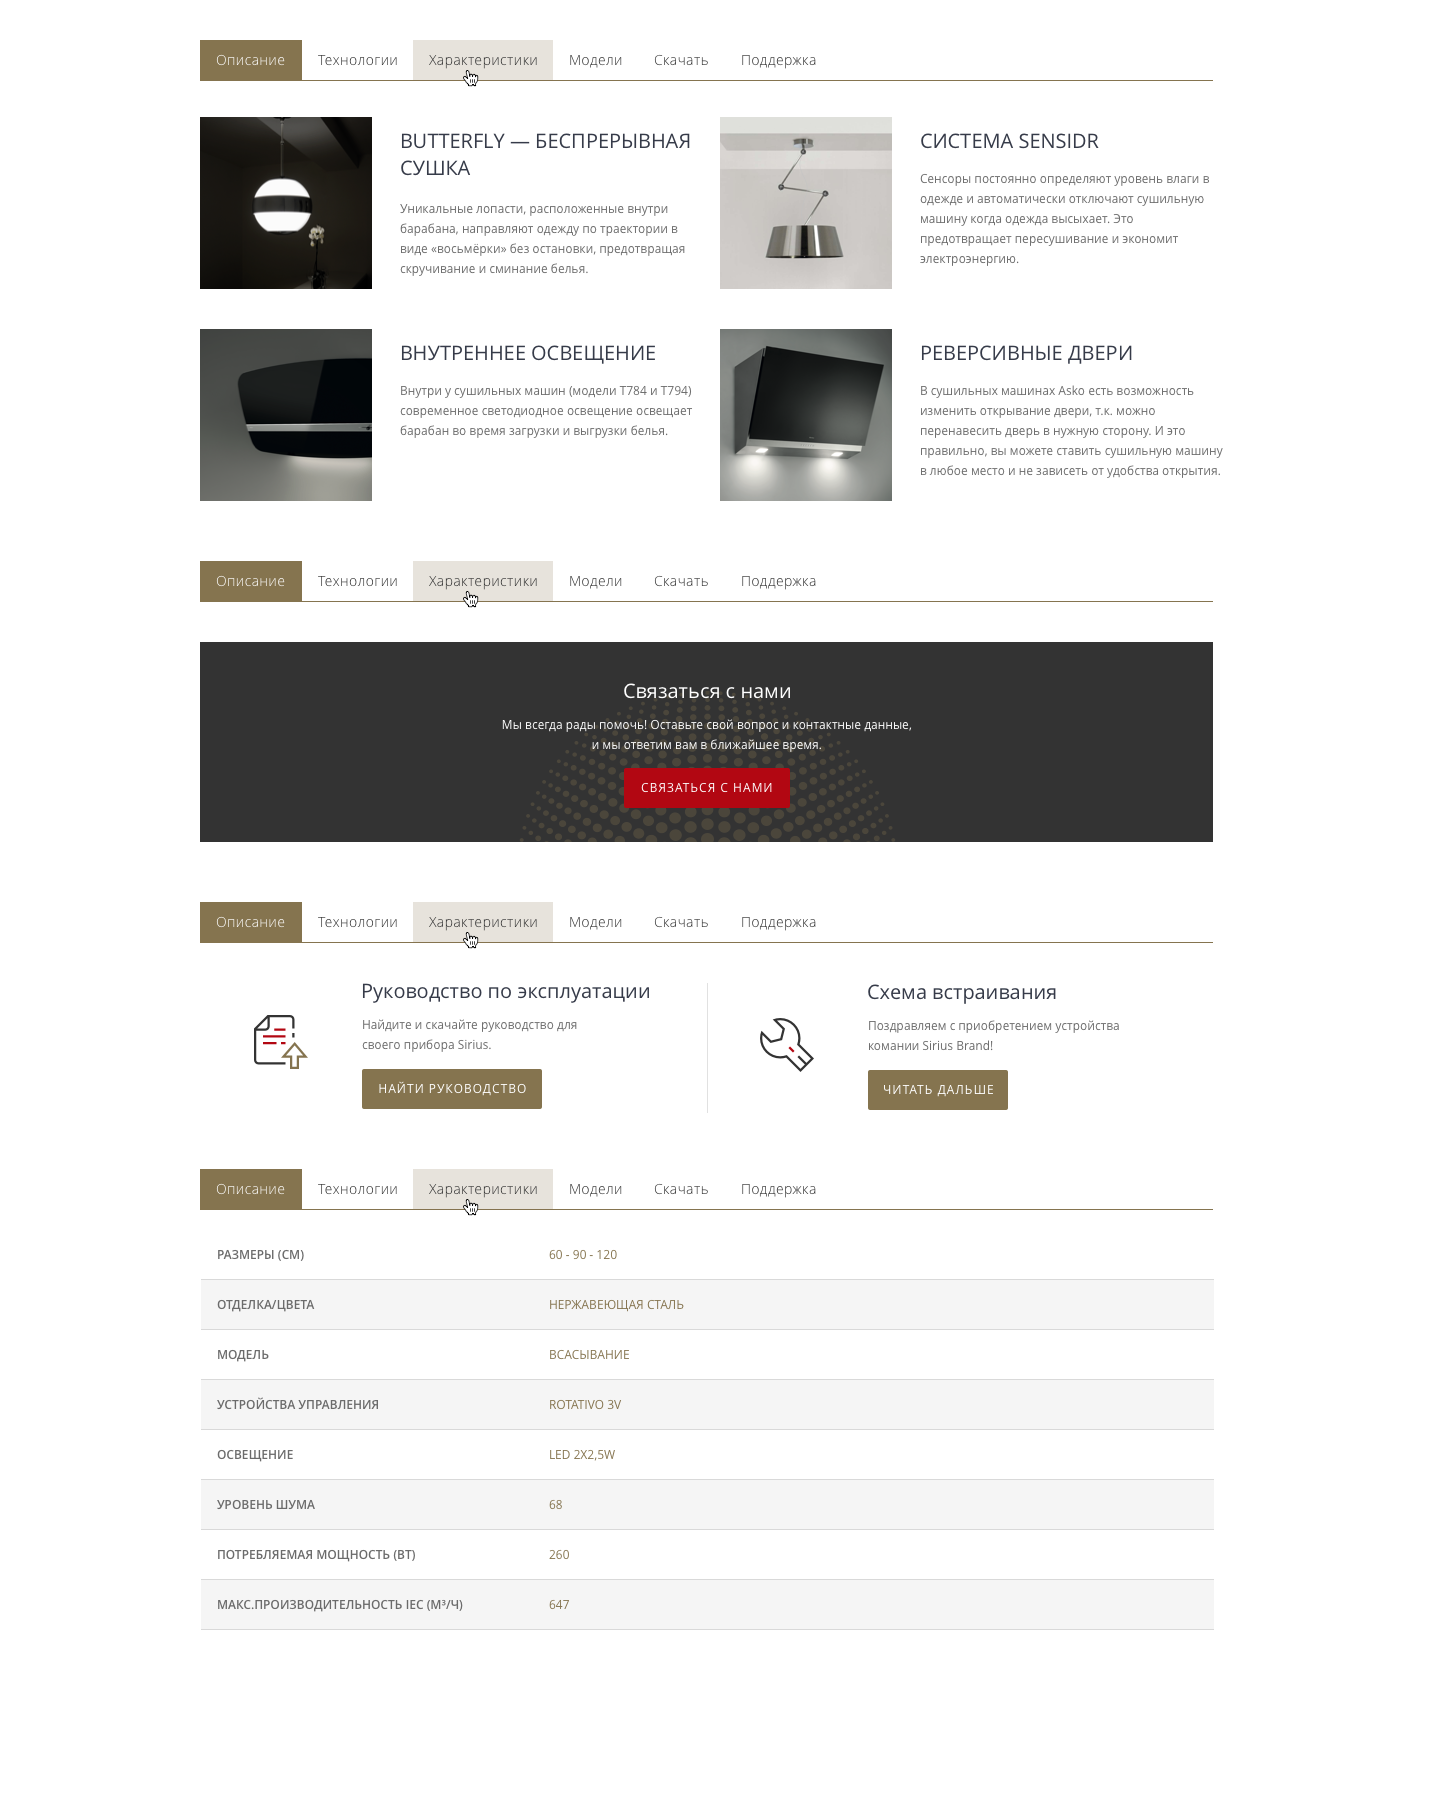 Описание Технологии Характеристики Модели Скачать Поддержка
BUTTERFLY — БЕСПРЕРЫВНАЯ
СУШКА
Уникальные лопасти, расположенные внутри
барабана, направляют одежду по траектории в
виде «восьмёрки» без остановки, предотвращая
скручивание и сминание белья.
СИСТЕМА SENSIDR
Сенсоры постоянно определяют уровень влаги в
одежде и автоматически отключают сушильную
машину когда одежда высыхает. Это
предотвращает пересушивание и экономит
электроэнергию.
ВНУТРЕННЕЕ ОСВЕЩЕНИЕ
Внутри у сушильных машин (модели T784 и T794)
современное светодиодное освещение освещает
барабан во время загрузки и выгрузки белья.
РЕВЕРСИВНЫЕ ДВЕРИ
В сушильных машинах Asko есть возможность
изменить открывание двери, т.к. можно
перенавесить дверь в нужную сторону. И это
правильно, вы можете ставить сушильную машину
в любое место и не зависеть от удобства открытия.
Описание Технологии Характеристики Модели Скачать Поддержка
Связаться с нами
Мы всегда рады помочь! Оставьте свой вопрос и контактные данные,
и мы ответим вам в ближайшее время.
СВЯЗАТЬСЯ С НАМИ
Описание Технологии Характеристики Модели Скачать Поддержка
Руководство по эксплуатации
Найдите и скачайте руководство для
своего прибора Sirius.
НАЙТИ РУКОВОДСТВО
Схема встраивания
Поздравляем с приобретением устройства
комании Sirius Brand!
ЧИТАТЬ ДАЛЬШЕ
Описание Технологии Характеристики Модели Скачать Поддержка
РАЗМЕРЫ (СМ) 60 - 90 - 120
ОТДЕЛКА/ЦВЕТА НЕРЖАВЕЮЩАЯ СТАЛЬ
МОДЕЛЬ ВСАСЫВАНИЕ
УСТРОЙСТВА УПРАВЛЕНИЯ ROTATIVO 3V
ОСВЕЩЕНИЕ LED 2X2,5W
УРОВЕНЬ ШУМА 68
ПОТРЕБЛЯЕМАЯ МОЩНОСТЬ (ВТ) 260
МАКС.ПРОИЗВОДИТЕЛЬНОСТЬ IEC (М³/Ч) 647